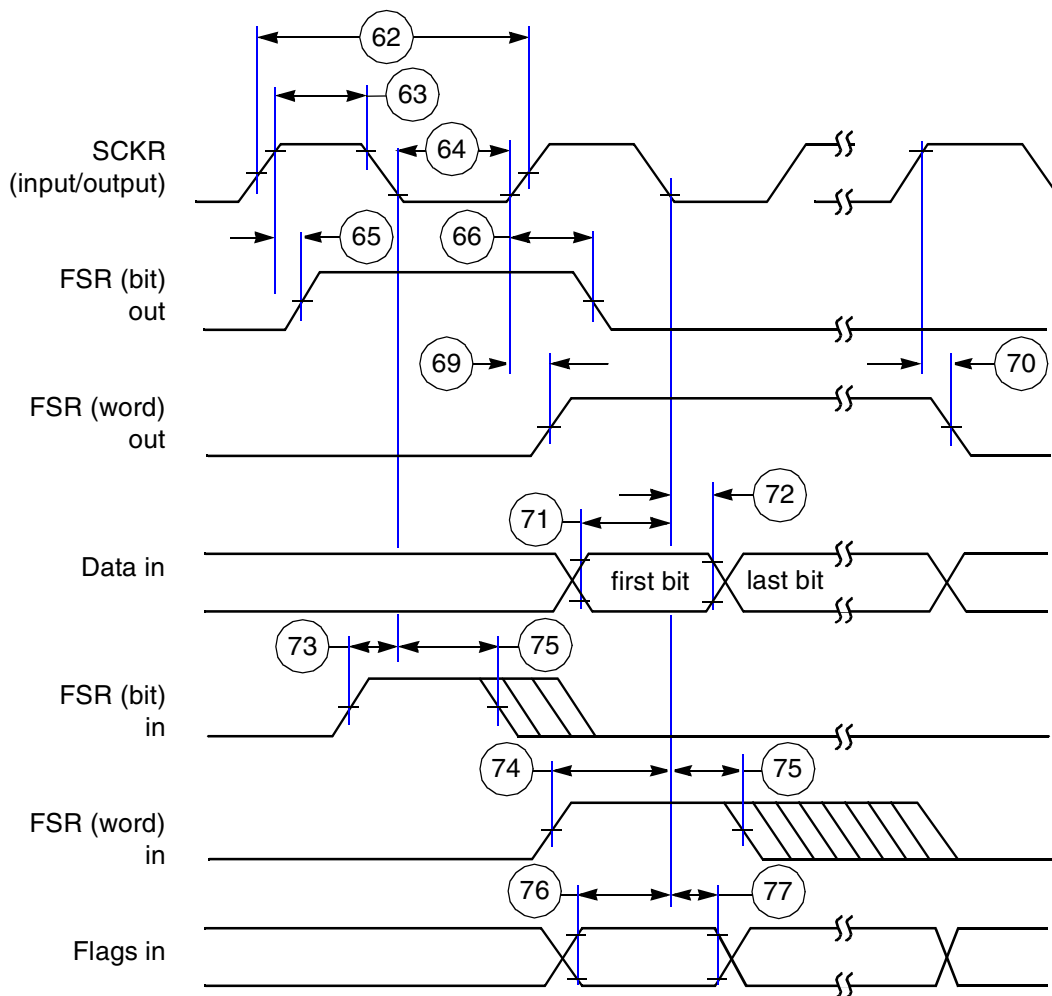 62
63
SCKR
(input/output)
64
65
66
FSR (bit)
out
69
70
FSR (word)
out
72
71
Data in
first bit
last bit
73
75
FSR (bit)
in
74
75
FSR (word)
in
76
77
Flags in